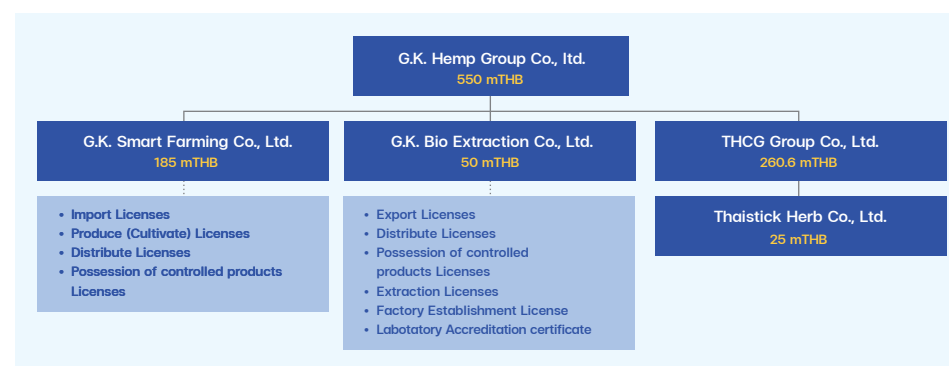 G.K. Hemp Group Co., ltd.
550 mTHB
G.K. Smart Farming Co., Ltd.
185 mTHB
G.K. Bio Extraction Co., Ltd.
50 mTHB
THCG Group Co., Ltd.
260.6 mTHB
• Import Licenses
• Produce (Cultivate) Licenses
• Distribute Licenses
• Possession of controlled products
Licenses
• Export Licenses
• Distribute Licenses
• Possession of controlled
products Licenses
• Extraction Licenses
• Factory Establishment License
• Labotatory Accreditation certificate
Thaistick Herb Co., Ltd.
25 mTHB